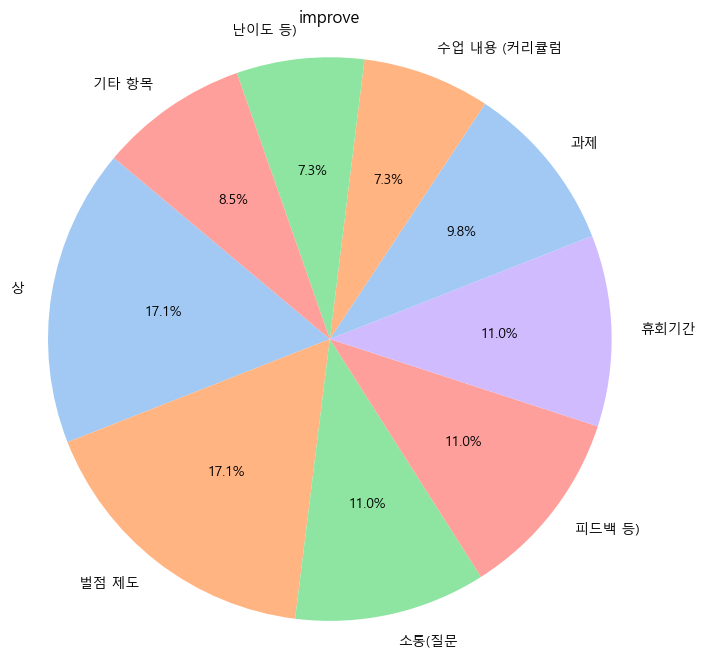 improve
난이도 등)
수업 내용 (커리큘럼
기타 항목
과제
7.3%
7.3%
8.5%
9.8%
상
17.1%
11.0%
휴회기간
11.0%
17.1%
11.0%
피드백 등)
벌점 제도
소통(질문